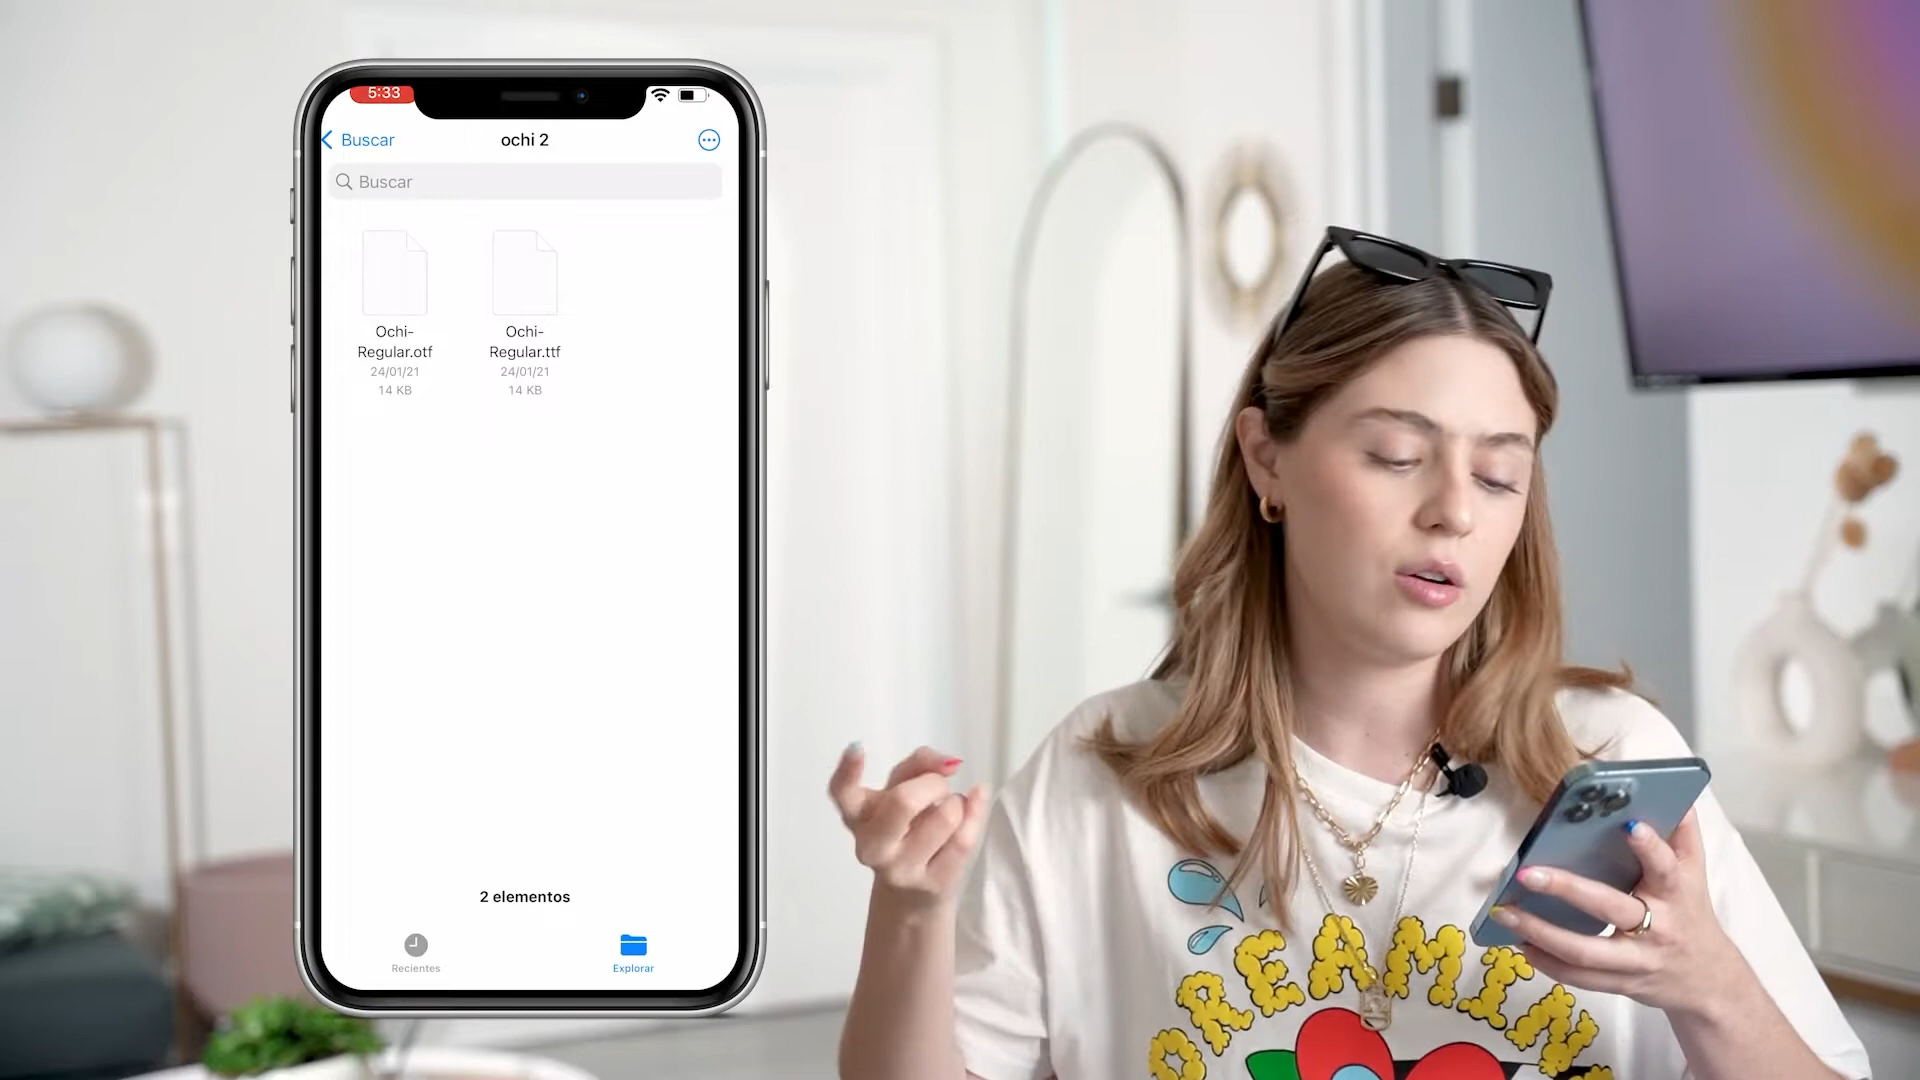 5:33
Buscar
ochi 2
Buscar
Ochi-
Regular.otf
24/01/21
14 KB
Ochi-
Regular.ttf
24/01/21
14 KB
2 elementos
Recientes
Explorar
DREAMIN